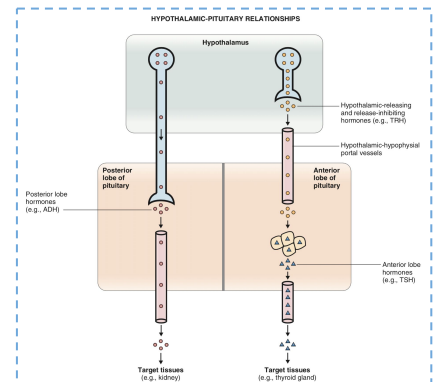 HYPOTHALAMIC-PITUITARY RELATIONSHIPS
Hypothalamus
Hypothalamic-releasing
and release-inhibiting
hormones (e.g., TRH)
Hypothalamic-hypophysial
portal vessels
Posterior
lobe of
pituitary
Anterior
lobe of
pituitary
Posterior lobe
hormones
(e.g., ADH)
Anterior lobe
hormones
(e.g., TSH)
Target tissues
(e.g., kidney)
Target tissues
(e.g., thyroid gland)